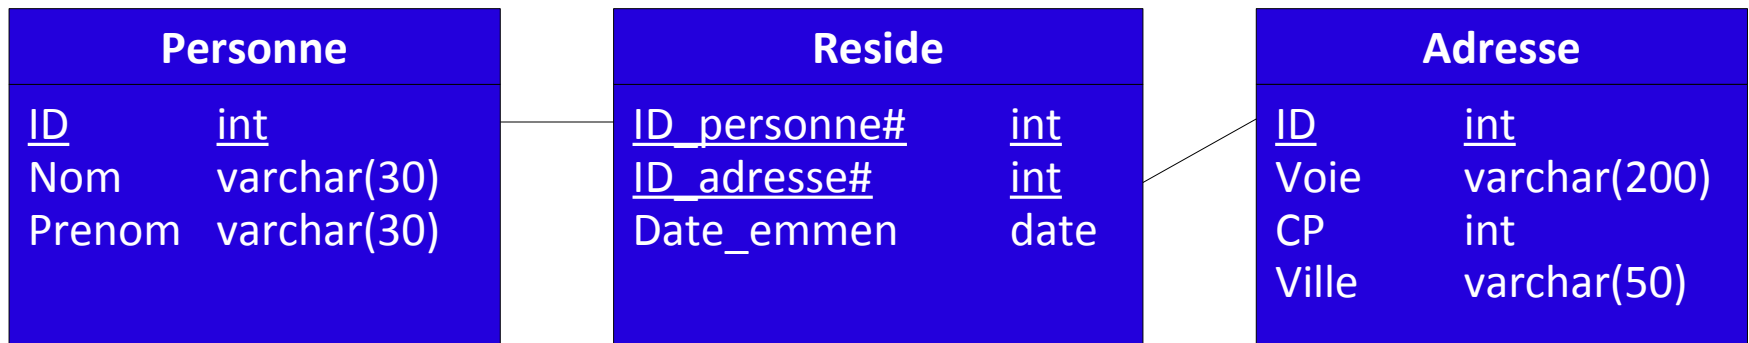 Personne
ID int
Nom varchar(30)
Prenom varchar(30)
Reside
ID_personne# int
ID_adresse# int
Date_emmen date
Adresse
ID int
Voie varchar(200)
CP int
Ville varchar(50)